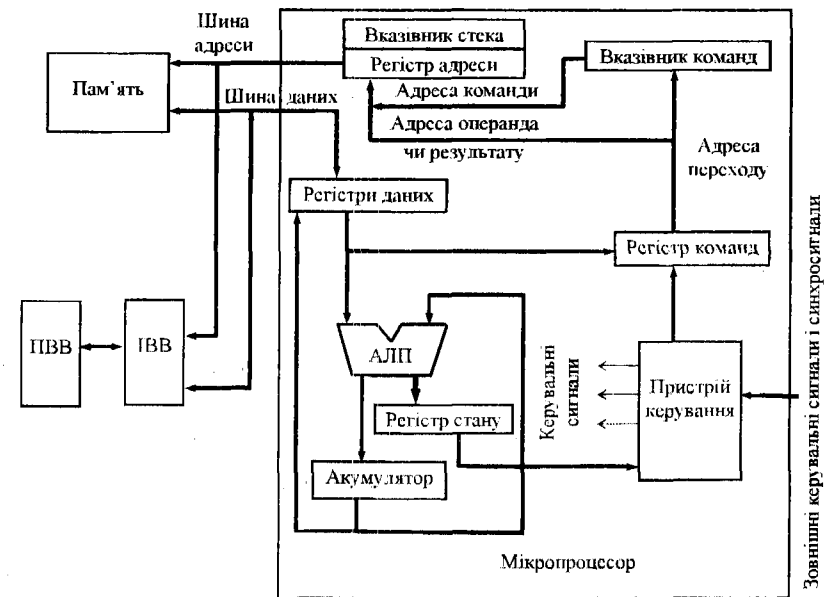 Шина
адреси
Вказівник стека
Регістр адреси
Вказівник команд
Пам'ять
Адреса команди
Шина даних
Адреса операнда
чи результату
Адреса
переходу
Регістри даних
Регістр команд
ПВВ
ІВВ
АЛП
Керувальні
сигнали
Пристрій
керування
Регістр стану
Акумулятор
Мікропроцесор
Зовнішні керувальні сигнали і синхросигнали